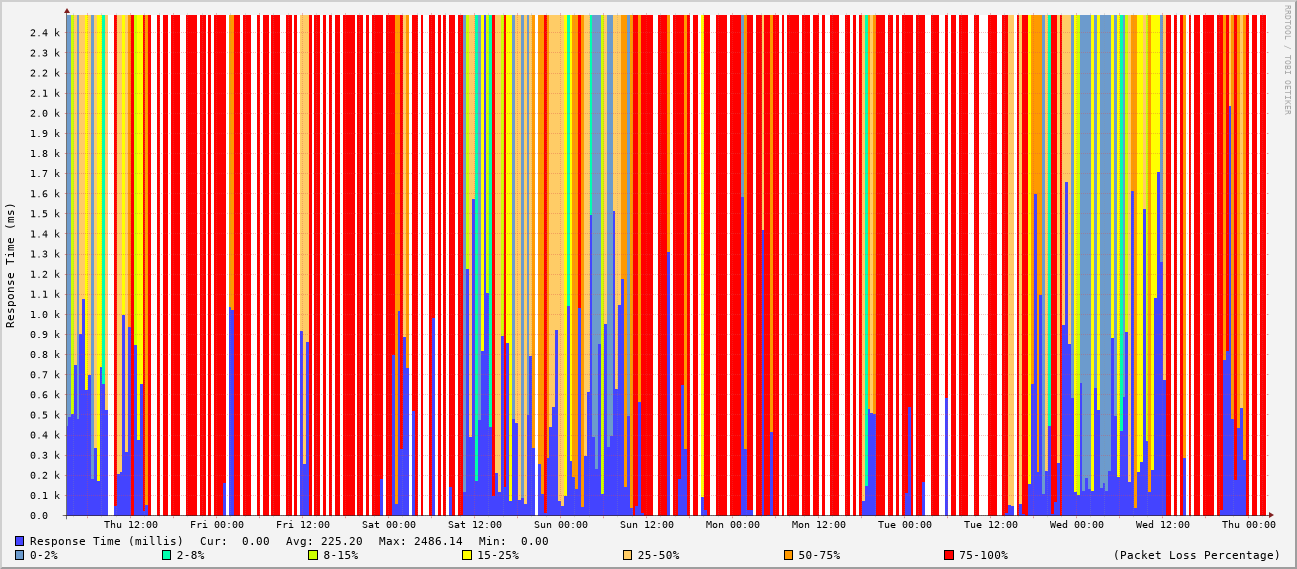 RRDTOOL / TOBI OETIKER
Response Time (ms)
2.4 k
2.3 k
2.2 k
2.1 k
2.0 k
1.9 k
1.8 k
1.7 k
1.6 k
1.5 k
1.4 k
1.3 k
1.2 k
1.1 k
1.0 k
0.9 k
0.8 k
0.7 k
0.6 k
0.5 k
0.4 k
0.3 k
0.2 k
0.1 k
0.0
Thu 12:00 Fri 00:00 Fri 12:00 Sat 00:00 Sat 12:00 Sun 00:00 Sun 12:00 Mon 00:00 Mon 12:00 Tue 00:00 Tue 12:00 Wed 00:00 Wed 12:00 Thu 00:00
Response Time (millis) Cur: 0.00 Avg: 225.20 Max: 2486.14 Min: 0.00
0-2% 2-8% 8-15% 15-25% 25-50% 50-75% 75-100% (Packet Loss Percentage)